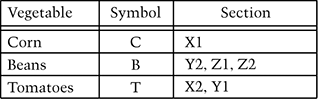 Vegetable Symbol Section
Corn C X1
Beans B Y2, Z1, Z2
Tomatoes T X2, Y1